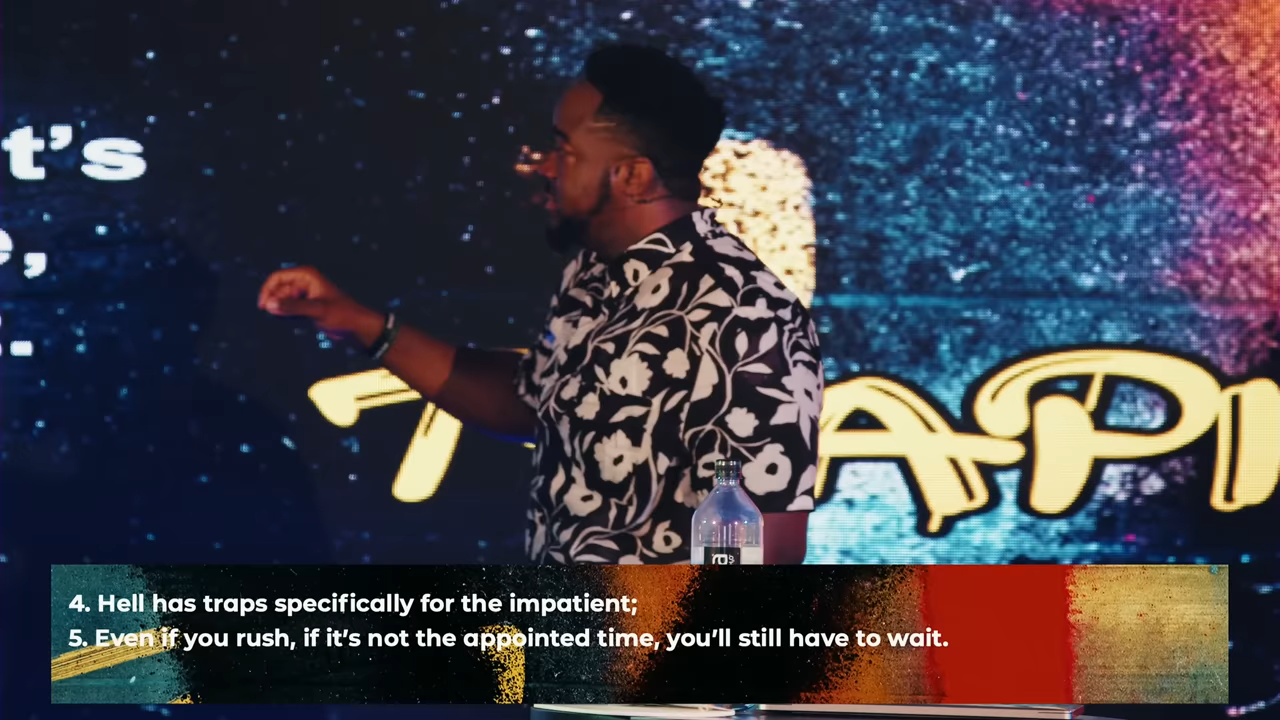 t's
4. Hell has traps specifically for the impatient;
5. Even if you rush, if it's not the appointed time, you'll still have to wait.